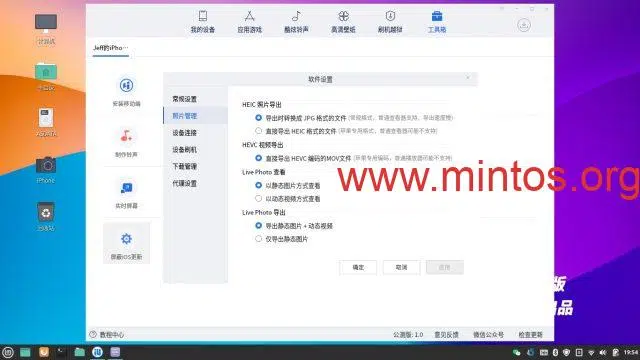 我的设备
应用游戏
酷炫铃声
高清壁纸
刷机越狱
工具箱
计算机
Jeff的iPho…
安装移动端
ASDATA
制作铃声
iPhone
实时屏幕
回收站
屏蔽iOS更新
软件设置
常规设置
照片管理
设备连接
设备刷机
下载管理
代理设置
HEIC 照片导出
导出时转换成 JPG 格式的文件 (常规格式，普通查看器支持，导出速度慢)
直接导出 HEIC 格式的文件 (苹果专用格式，普通查看器可能不支持)
HEVC 视频导出
直接导出 HEVC 编码的MOV文件 (苹果专用编码，普通播放器可能不支持)
Live Photo 查看
以静态图片方式查看
以动态视频方式查看
Live Photo 导出
导出静态图片 + 动态视频
仅导出静态图片
确定
取消
应用
www.mintos.org
版
品
教程中心
公测版: 1.0
意见反馈
微信公众号
检查更新
19:54